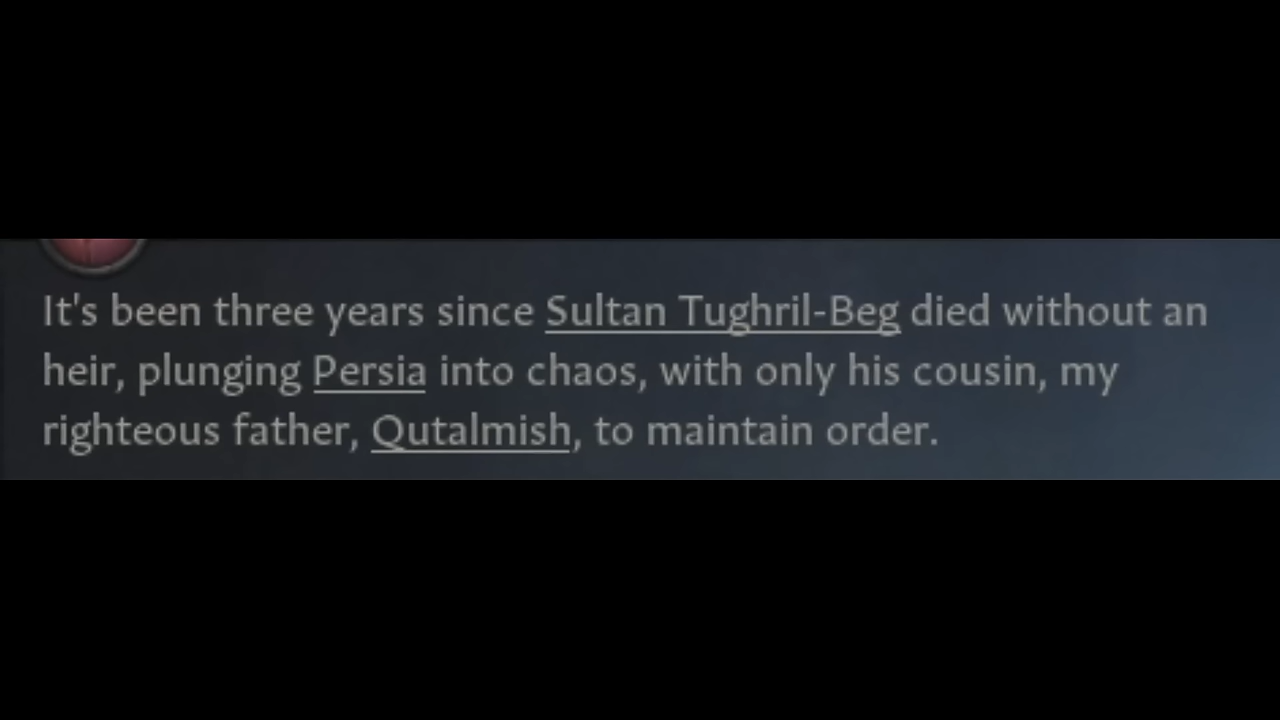 It's been three years since Sultan Tughril-Beg died without an
heir, plunging Persia into chaos, with only his cousin, my
righteous father, Qutalmish, to maintain order.